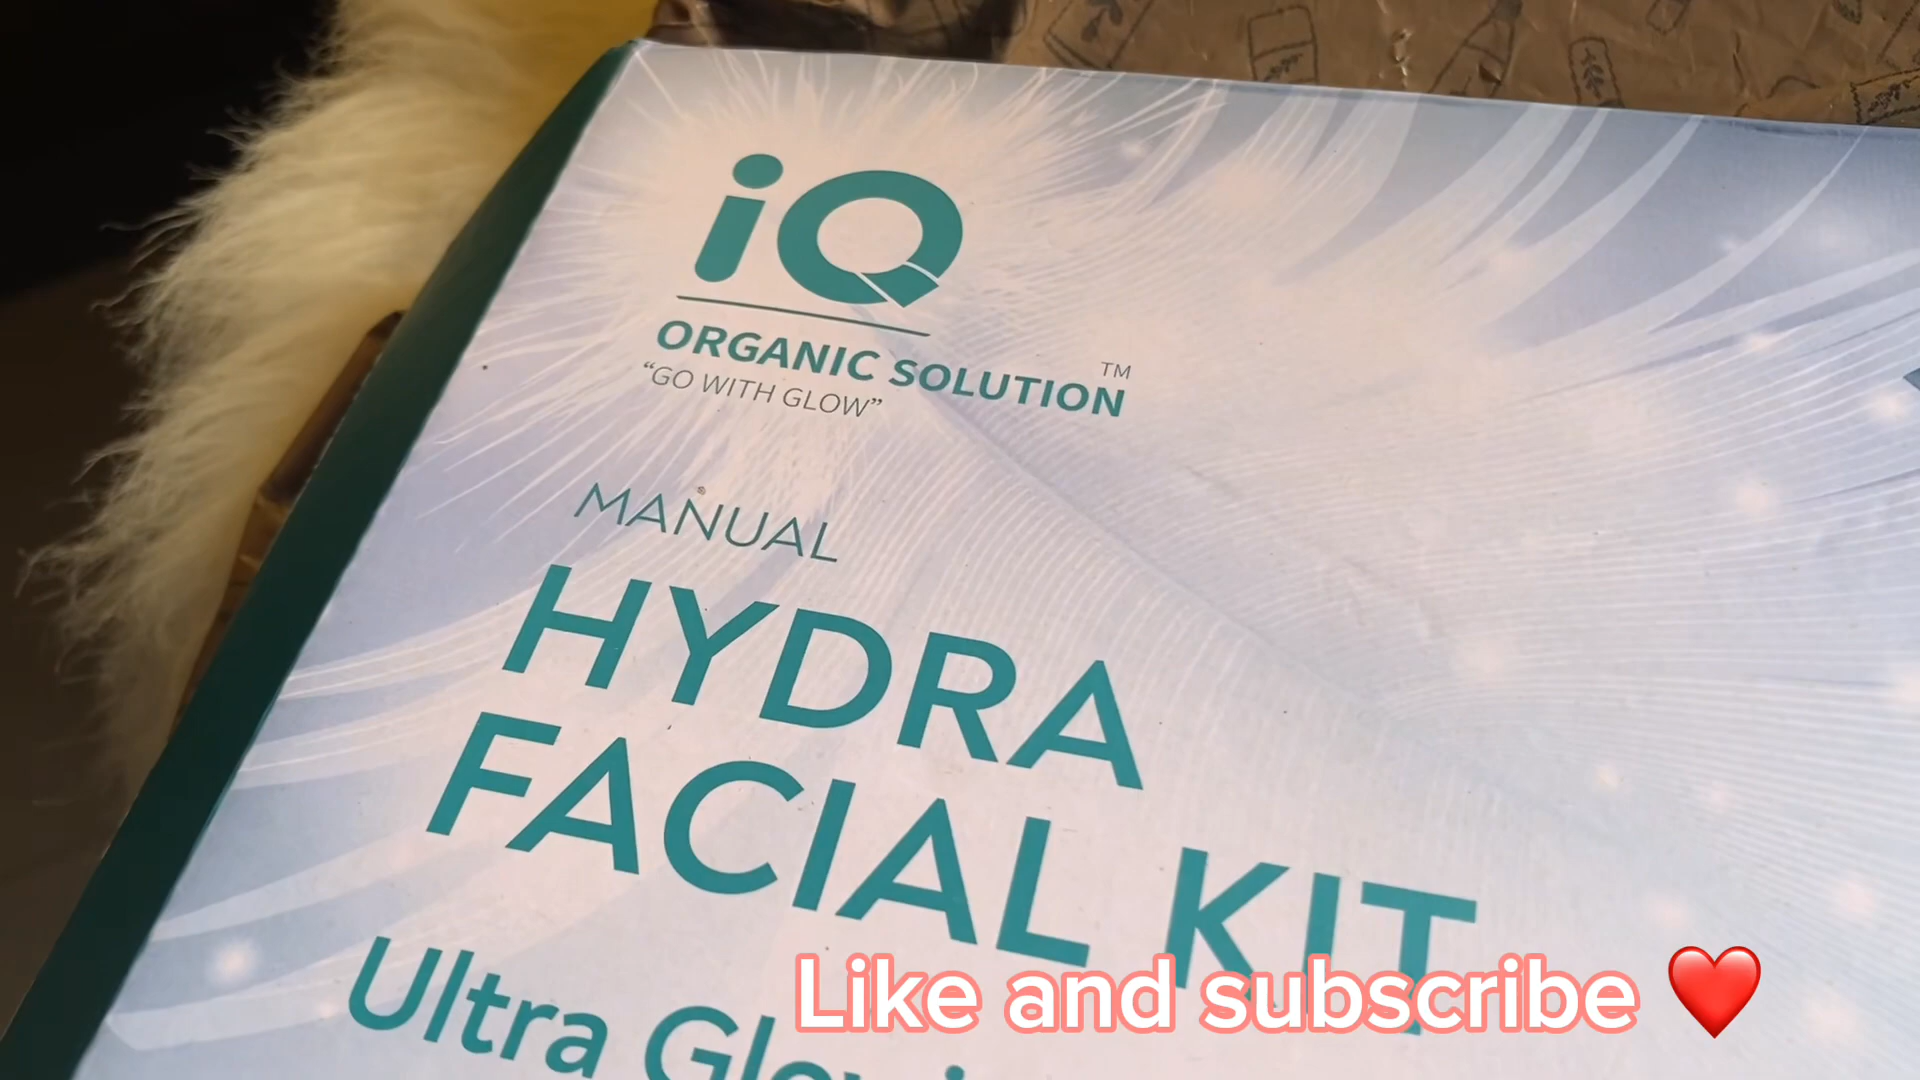 iQ
ORGANIC SOLUTION TM
"GO WITH GLOW"
MANUAL
HYDRA
FACIAL KIT
Ultra
Like and subscribe ❤️